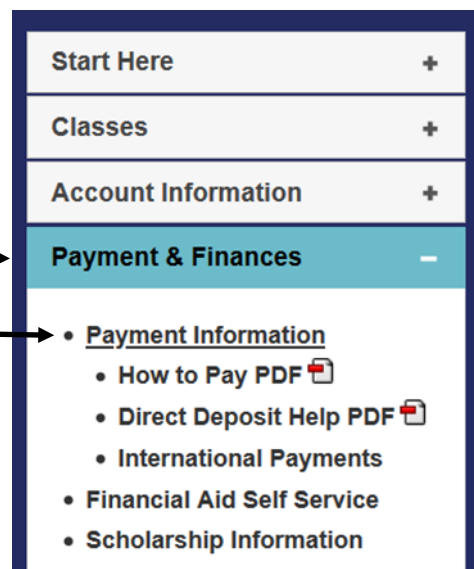 Start Here
Classes
Account Information
Payment & Finances
Payment Information
How to Pay PDF
Direct Deposit Help PDF
International Payments
Financial Aid Self Service
Scholarship Information